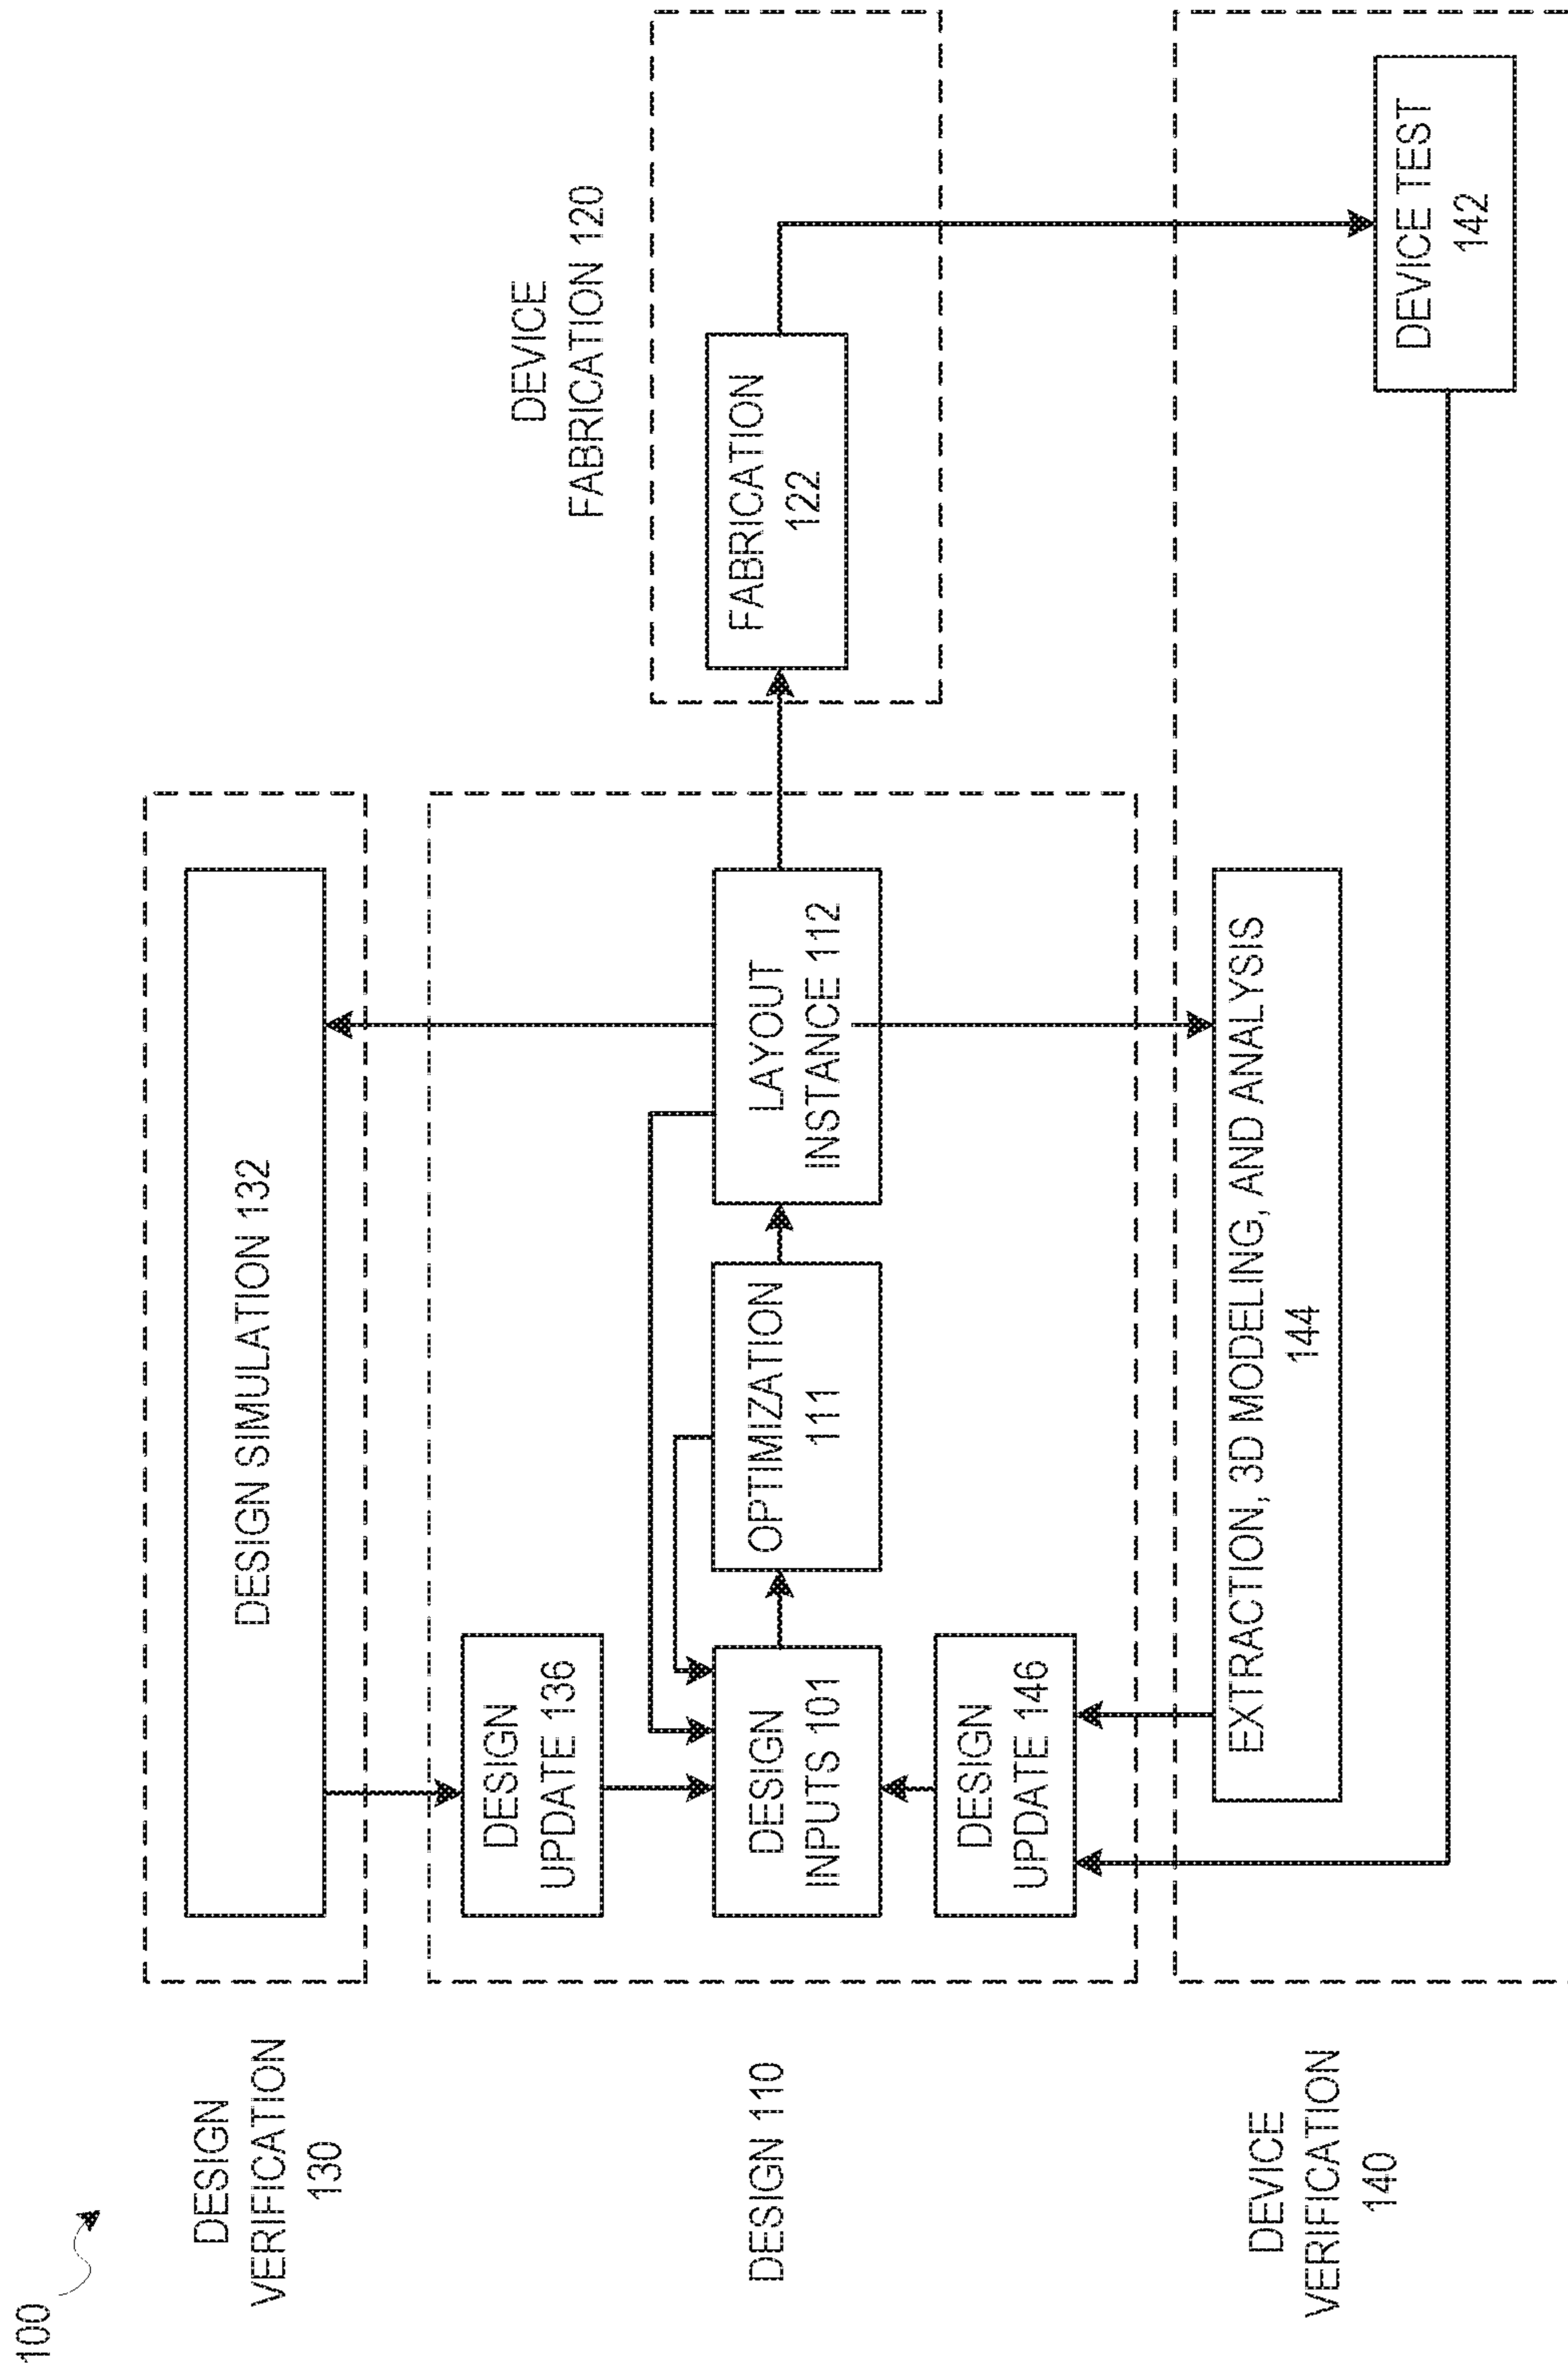 100
DESIGN
VERIFICATION
130
DESIGN SIMULATION 132
DEVICE
FABRICATION 120
DESIGN 110
DESIGN
UPDATE 136
DESIGN
INPUTS 101
OPTIMIZATION
111
LAYOUT
INSTANCE 112
FABRICATION
122
DESIGN
UPDATE 146
DEVICE
VERIFICATION
140
EXTRACTION, 3D MODELING, AND ANALYSIS
144
DEVICE TEST
142